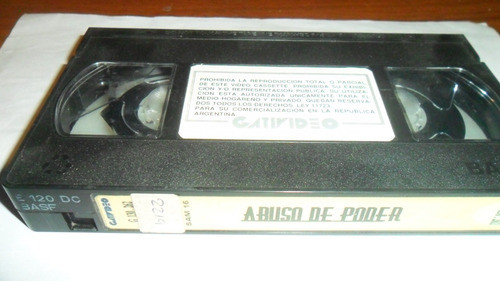 PROHIBIDA LA REPRODUCCION TOTAL O PARCIAL
DE ESTE VIDEO CASSETTE. PROHIBIDA SU EXHIBI
CION Y/O REPRESENTACION PUBLICA. SU UTILIZA
CION ESTA AUTORIZADA UNICAMENTE PARA EL
MEDIO HOGAREÑO Y PRIVADO. QUEDAN RESERVA
DOS TODOS LOS DERECHOS. LEY 11723.
PARA SU COMERCIALIZACION EN LA REPUBLICA
ARGENTINA.
GATIVIDEO
E 120 DC
BASF
GATIVIDEO
SAM 16
ABUSO DE PODER